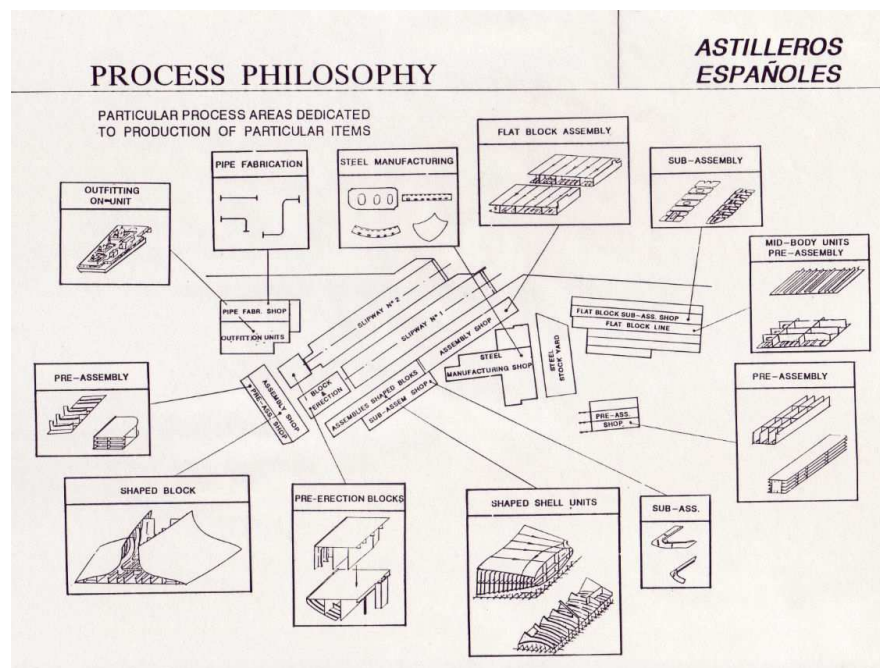 PROCESS PHILOSOPHY
ASTILLEROS
ESPAÑOLES
PARTICULAR PROCESS AREAS DEDICATED
TO PRODUCTION OF PARTICULAR ITEMS
OUTFITTING
ON-UNIT
PIPE FABRICATION
STEEL MANUFACTURING
FLAT BLOCK ASSEMBLY
SUB-ASSEMBLY
MID-BODY UNITS
PRE-ASSEMBLY
PIPE FABR. SHOP
OUTFITTION UNITS
SLIPWAY Nº 2
SLIPWAY Nº 1
ASSEMBLY SHOP
FLAT BLOCK SUB-ASS. SHOP
FLAT BLOCK LINE
STEEL
MANUFACTURING SHOP
STEEL
STOCK YARD
PRE-ASSEMBLY
ASSEMBLY SHOP
PRE-ASS. SHOP
BLOCK
&
ERECTION
ASSEMBLIES SHAPED BLOKS
SUB-ASSEM SHOP
PRE-ASS.
SHOP
PRE-ASSEMBLY
SHAPED BLOCK
PRE-ERECTION BLOCKS
SHAPED SHELL UNITS
SUB-ASS.